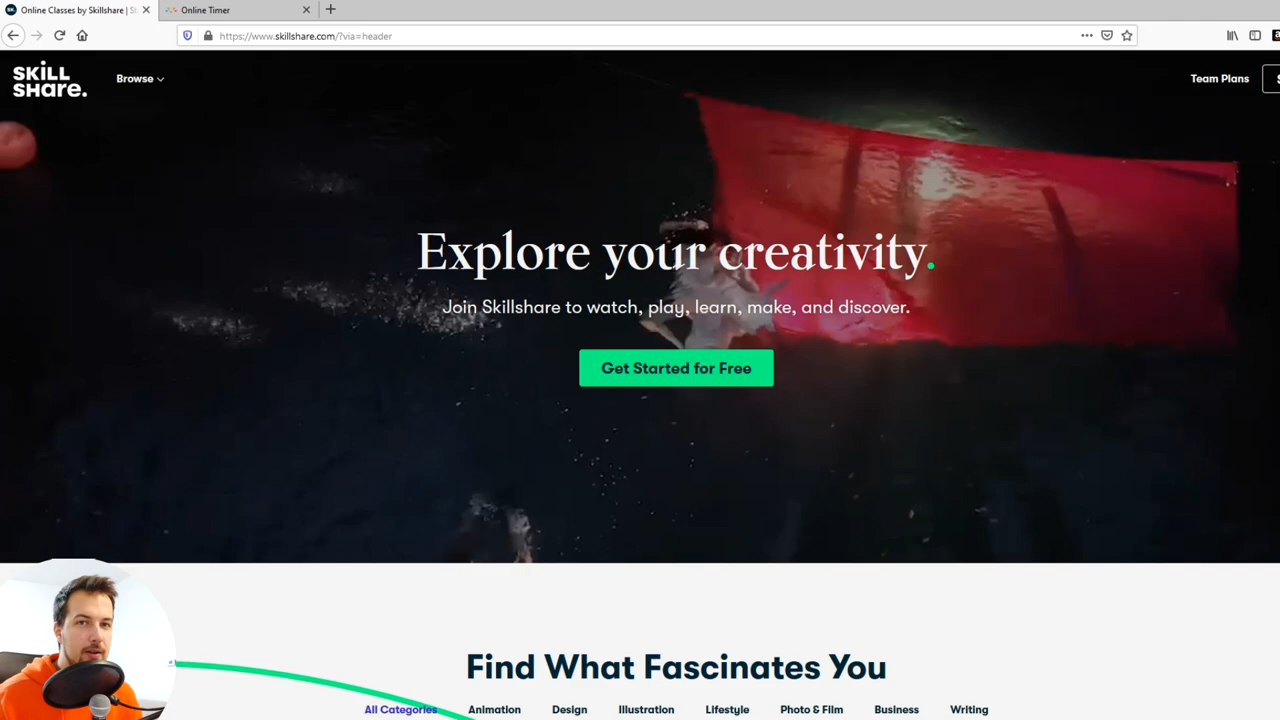 Online Classes by Skillshare | St
Online Timer
https://www.skillshare.com/?via=header
SKILL
SHARE.
Browse
Team Plans
Explore your creativity.
Join Skillshare to watch, play, learn, make, and discover.
Get Started for Free
Find What Fascinates You
All Categories Animation Design Illustration Lifestyle Photo & Film Business Writing